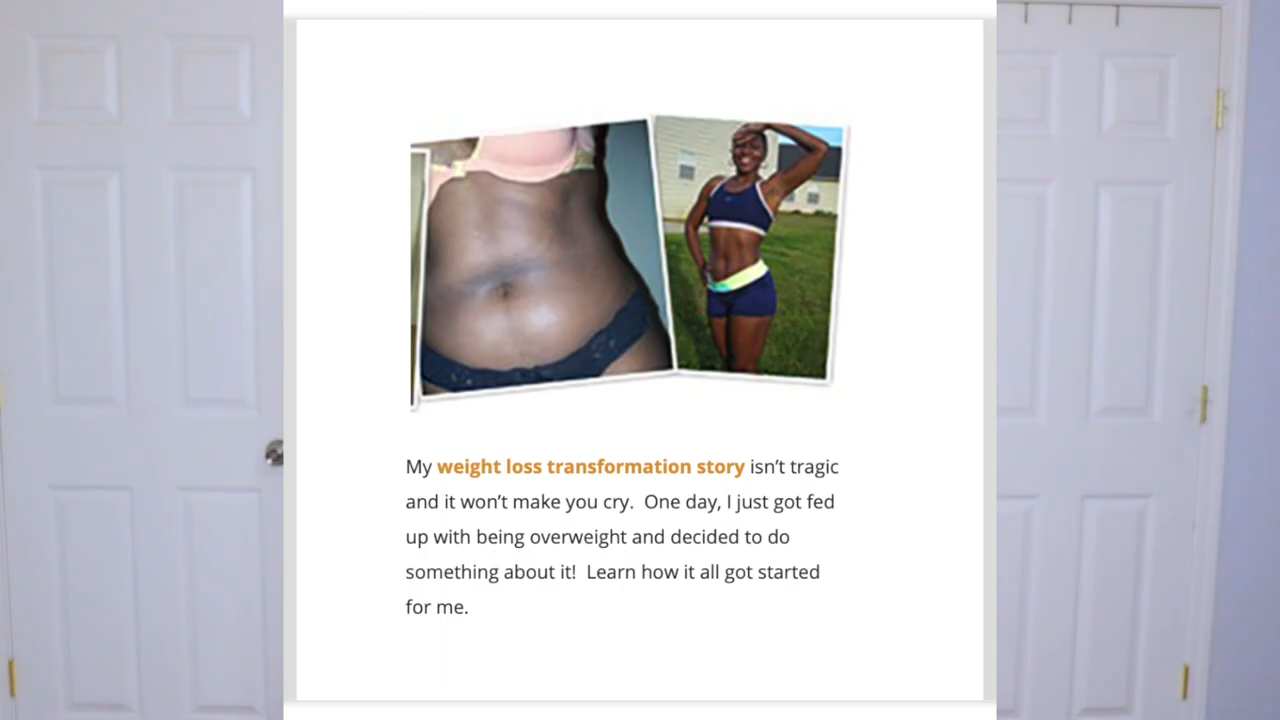 My weight loss transformation story isn't tragic
and it won't make you cry.  One day, I just got fed
up with being overweight and decided to do
something about it!  Learn how it all got started
for me.